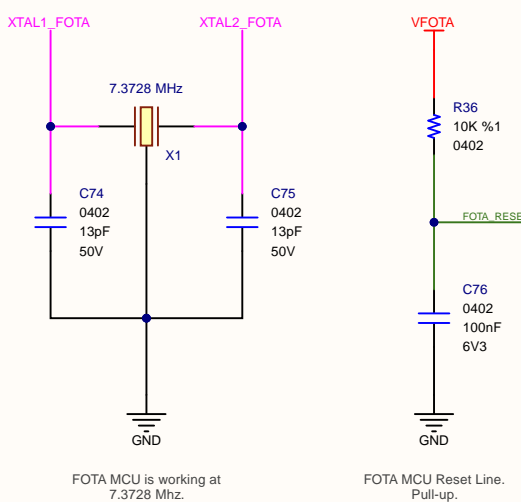 XTAL1_FOTA
XTAL2_FOTA
7.3728 MHz
X1
C74
0402
13pF
50V
C75
0402
13pF
50V
GND
FOTA MCU is working at
7.3728 Mhz.
VFOTA
R36
10K %1
0402
FOTA_RESE
C76
0402
100nF
6V3
GND
FOTA MCU Reset Line.
Pull-up.